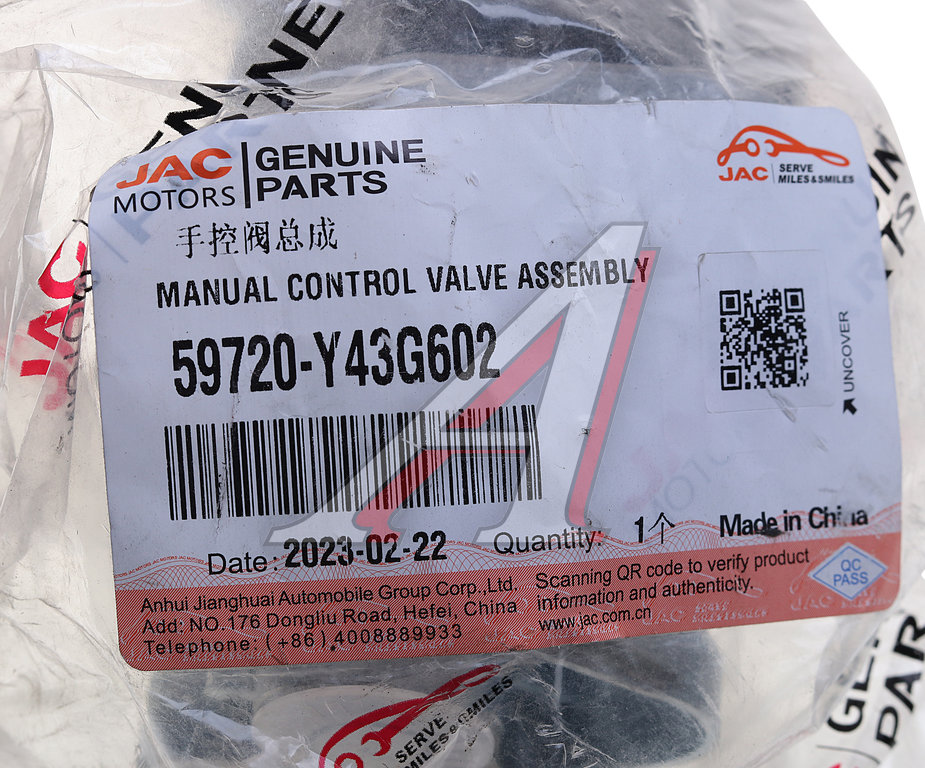 JAC
MOTORS
GENUINE
PARTS
JAC
SERVE
MILES&SMILES
手控阀总成
MANUAL CONTROL VALVE ASSEMBLY
59720-Y43G602
UNCOVER
Date: 2023-02-22
Quantity: 1个
Made in China
Anhui Jianghuai Automobile Group Corp.,Ltd.
Add: NO.176 Dongliu Road, Hefei, China
Telephone: (+86)4008889933
Scanning QR code to verify product
information and authenticity.
www.jac.com.cn
QC
PASS
JAC
SERVE
MILES&SMILES